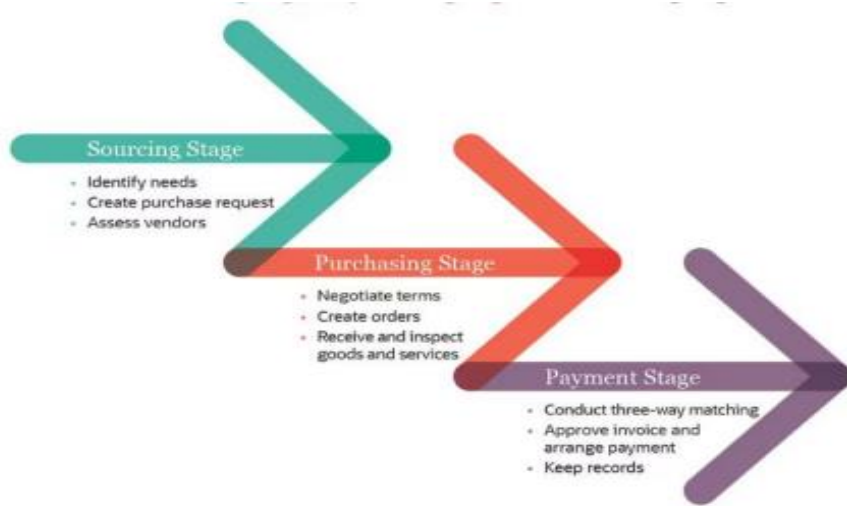 Sourcing Stage
• Identify needs
• Create purchase request
• Assess vendors
Purchasing Stage
• Negotiate terms
• Create orders
• Receive and inspect
goods and services
Payment Stage
• Conduct three-way matching
• Approve invoice and
arrange payment
• Keep records